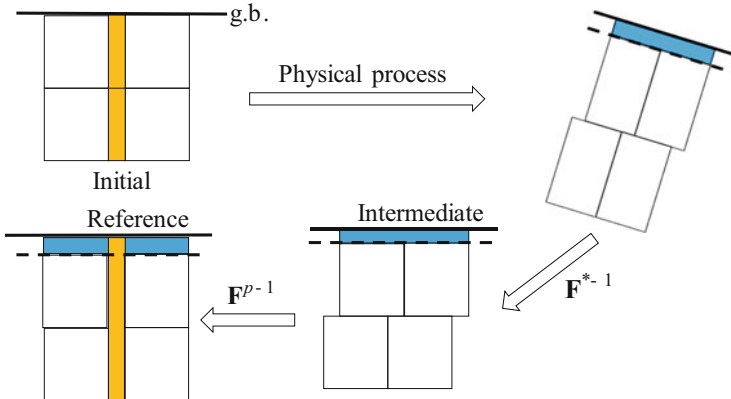 g.b.
Physical process
Initial
Reference
Intermediate
F*-1
Fp-1